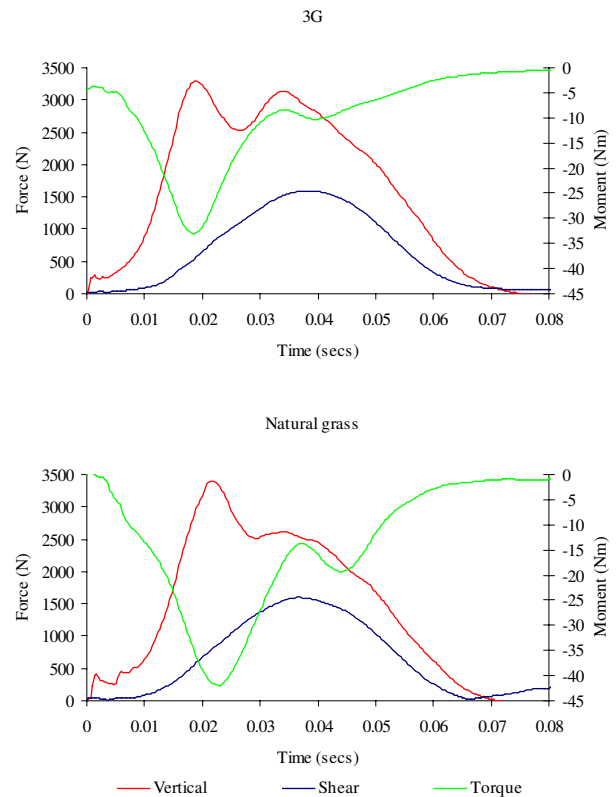 3G
3500 0
3000 -5
-10
2500 -15
2000 -20
1500 -25
-30
1000 -35
500 -40
0 -45
Force (N)
Moment (Nm)
0 0.01 0.02 0.03 0.04 0.05 0.06 0.07 0.08
Time (secs)
Natural grass
3500 0
3000 -5
-10
2500 -15
2000 -20
1500 -25
-30
1000 -35
500 -40
0 -45
Force (N)
Moment (Nm)
0 0.01 0.02 0.03 0.04 0.05 0.06 0.07 0.08
Time (secs)
Vertical Shear Torque